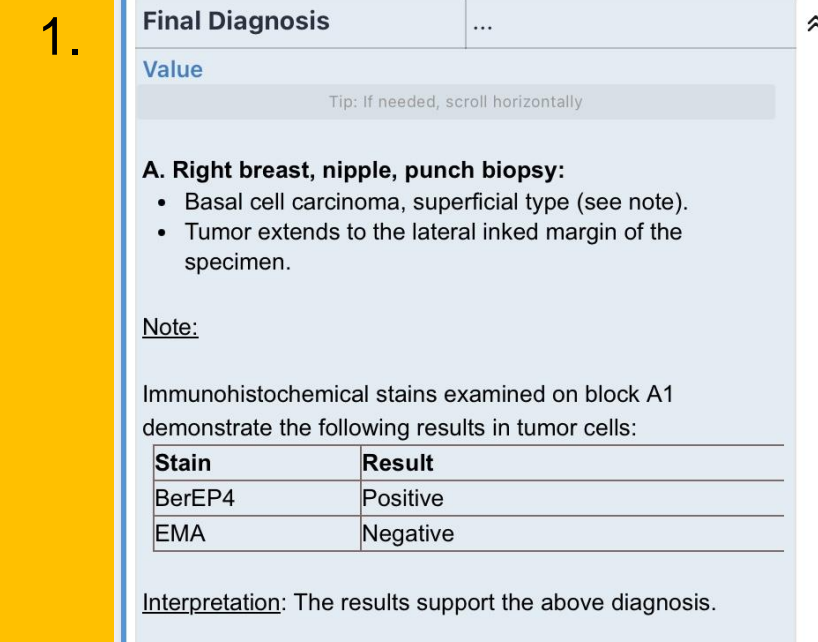 1.
Final Diagnosis
...
Value
Tip: If needed, scroll horizontally
A. Right breast, nipple, punch biopsy:
• Basal cell carcinoma, superficial type (see note).
• Tumor extends to the lateral inked margin of the
specimen.
Note:
Immunohistochemical stains examined on block A1
demonstrate the following results in tumor cells:
Stain Result
BerEP4 Positive
EMA Negative
Interpretation: The results support the above diagnosis.